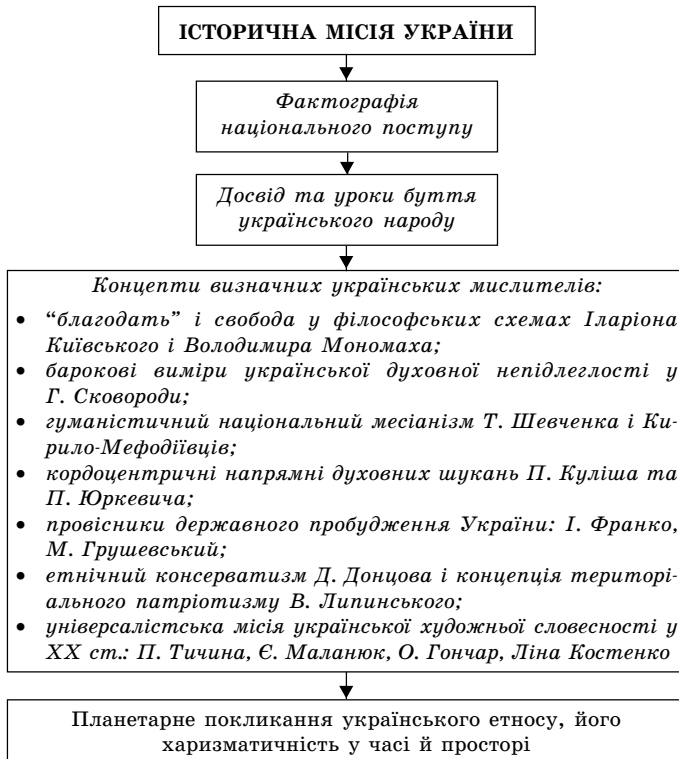 ІСТОРИЧНА МІСІЯ УКРАЇНИ
Фактографія
національного поступу
Досвід та уроки буття
українського народу
Концепти визначних українських мислителів:
• “благодать” і свобода у філософських схемах Іларіона
Київського і Володимира Мономаха;
• барокові виміри української духовної непідлеглості у
Г. Сковороди;
• гуманістичний національний месіанізм Т. Шевченка і Ки-
рило-Мефодіївців;
• кордоцентричні напрямні духовних шукань П. Куліша та
П. Юркевича;
• провісники державного пробудження України: І. Франко,
М. Грушевський;
• етнічний консерватизм Д. Донцова і концепція територі-
ального патріотизму В. Липинського;
• універсалістська місія української художньої словесності у
ХХ ст.: П. Тичина, Є. Маланюк, О. Гончар, Ліна Костенко
Планетарне покликання українського етносу, його
харизматичність у часі й просторі